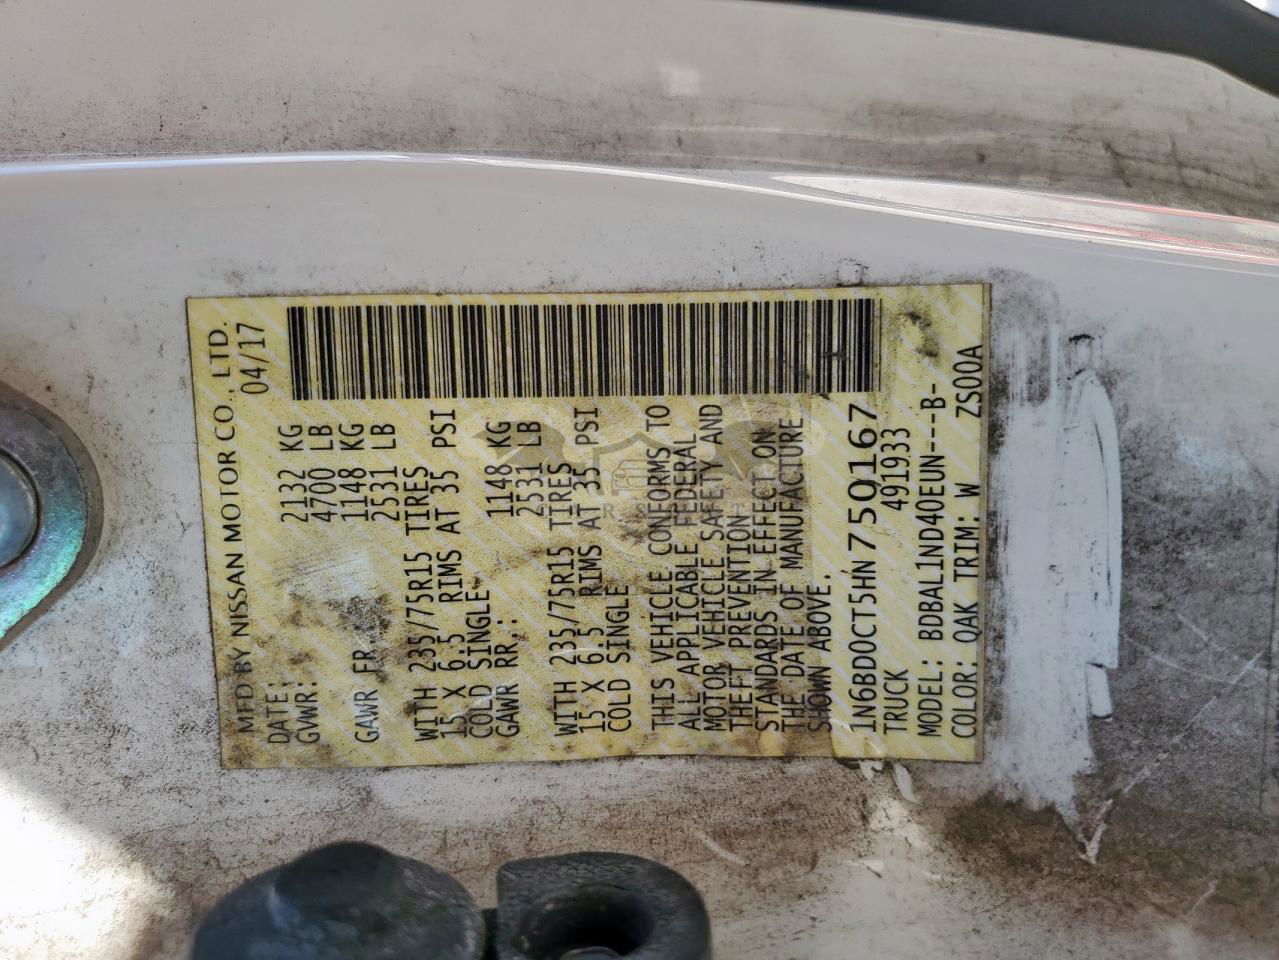 MFD BY NISSAN MOTOR CO., LTD.
DATE: 04/17
GVWR: 2132 KG
4700 LB
GAWR FR.: 1148 KG
2531 LB
WITH 235/75R15 TIRES
15 X 6.5 RIMS AT 35 PSI
COLD SINGLE-
GAWR RR.: 1148 KG
2531 LB
WITH 235/75R15 TIRES
15 X 6.5 RIMS AT 35 PSI
COLD SINGLE
THIS VEHICLE CONFORMS TO
ALL APPLICABLE FEDERAL
MOTOR VEHICLE SAFETY AND
THEFT PREVENTION
STANDARDS IN EFFECT ON
THE DATE OF MANUFACTURE
SHOWN ABOVE.
1N6BD0CT5HN750167
TRUCK 491933
MODEL: BDBAL1ND40EUN---B-
COLOR: QAK TRIM: W ZS00A